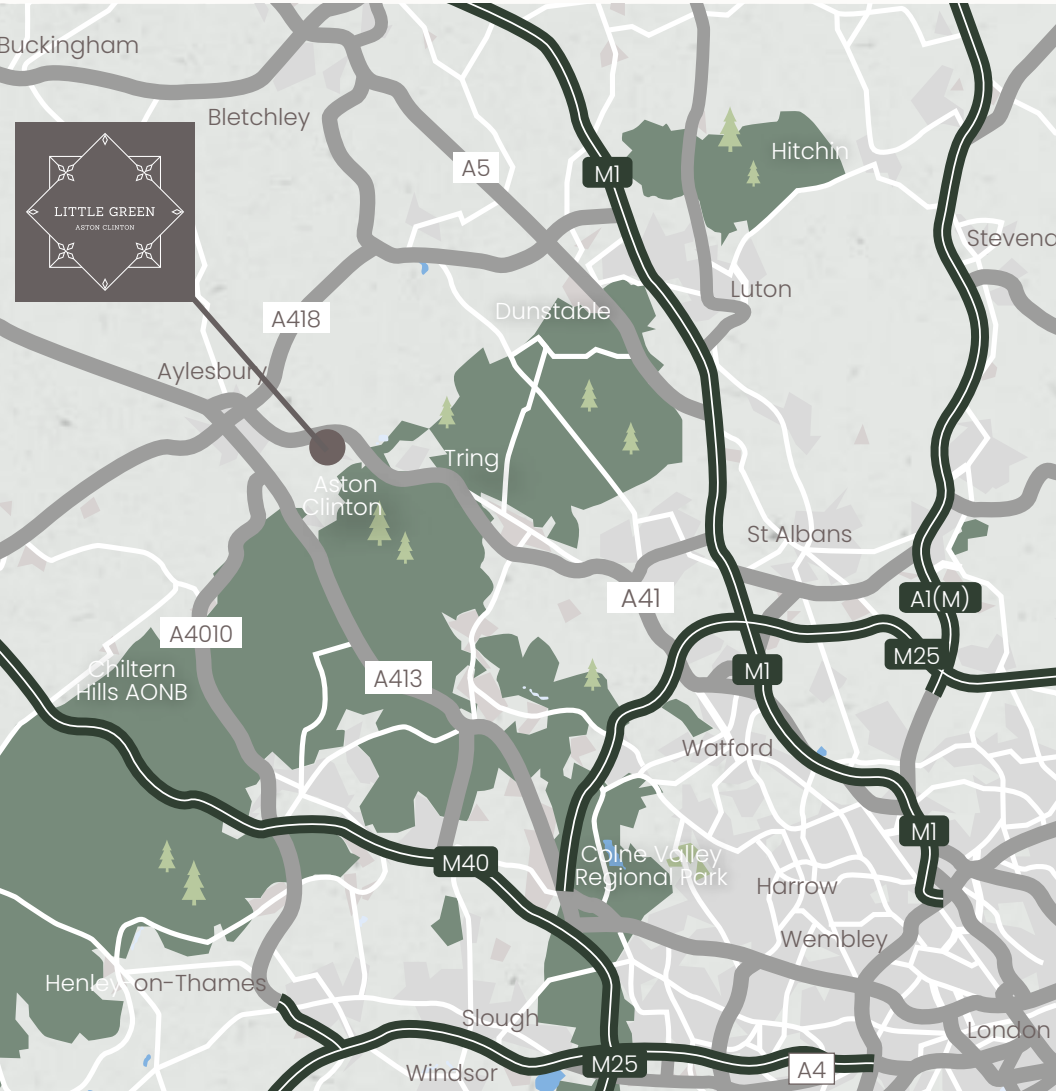 Buckingham
Bletchley
A5
M1
Hitchin
LITTLE GREEN
ASTON CLINTON
Stevena
Luton
Dunstable
A418
Aylesbury
Tring
Aston
Clinton
St Albans
A41
A1(M)
A4010
M25
Chiltern
Hills AONB
A413
M1
Watford
M1
M40
Colne Valley
Regional Park
Harrow
Wembley
Henley-on-Thames
Slough
London
M25
A4
Windsor